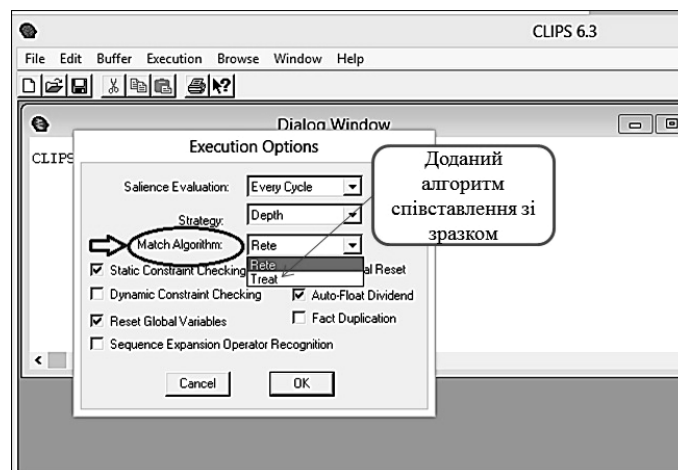 CLIPS 6.3
File Edit Buffer Execution Browse Window Help
Dialog Window
CLIPS
Execution Options
Доданий
алгоритм
співставлення зі
зразком
Salience Evaluation: Every Cycle
Strategy: Depth
Match Algorithm: Rete
Rete
Treat
Static Constraint Checking al Reset
Dynamic Constraint Checking Auto-Float Dividend
Reset Global Variables Fact Duplication
Sequence Expansion Operator Recognition
Cancel OK